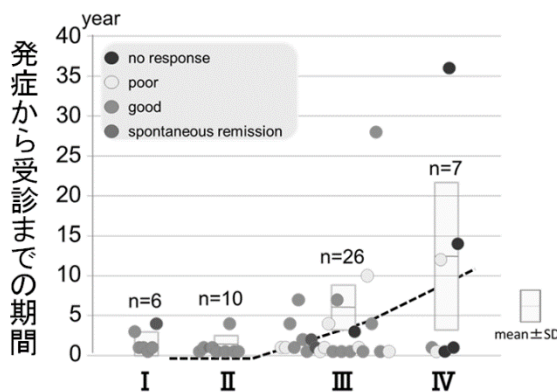 year
発症から受診までの期間
40
35
30
25
20
15
10
5
0
no response
poor
good
spontaneous remission
n=6
n=10
n=26
n=7
mean±SD
I
II
III
IV